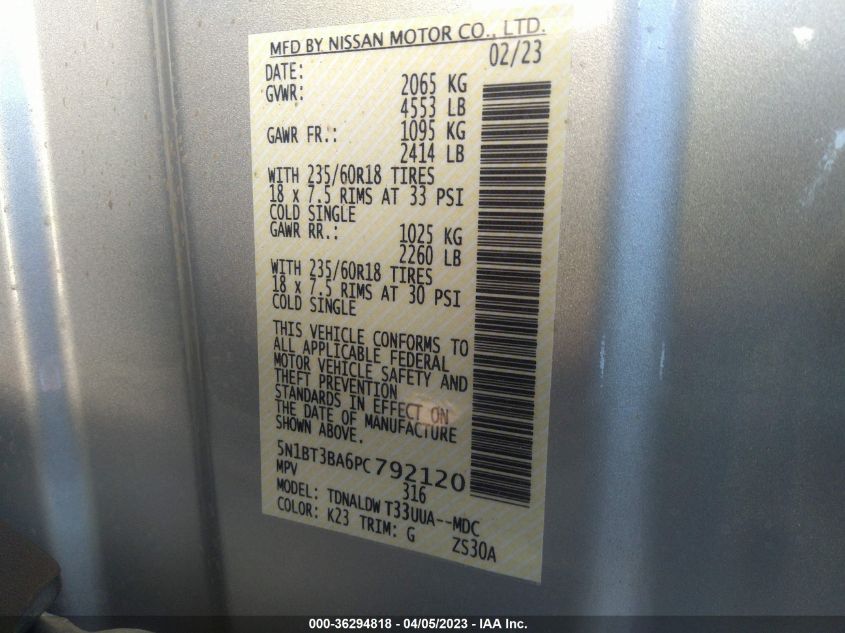 MFD BY NISSAN MOTOR CO., LTD.
DATE: 02/23
GVWR: 2065 KG
4553 LB
GAWR FR.: 1095 KG
2414 LB
WITH 235/60R18 TIRES
18 x 7.5 RIMS AT 33 PSI
COLD SINGLE
GAWR RR.: 1025 KG
2260 LB
WITH 235/60R18 TIRES
18 x 7.5 RIMS AT 30 PSI
COLD SINGLE
THIS VEHICLE CONFORMS TO
ALL APPLICABLE FEDERAL
MOTOR VEHICLE SAFETY AND
THEFT PREVENTION
STANDARDS IN EFFECT ON
THE DATE OF MANUFACTURE
SHOWN ABOVE.
5N1BT3BA6PC792120
MPV 316
MODEL: TDNALDW T33UUA--MDC
COLOR: K23 TRIM: G ZS30A
000-36294818 - 04/05/2023 - IAA Inc.